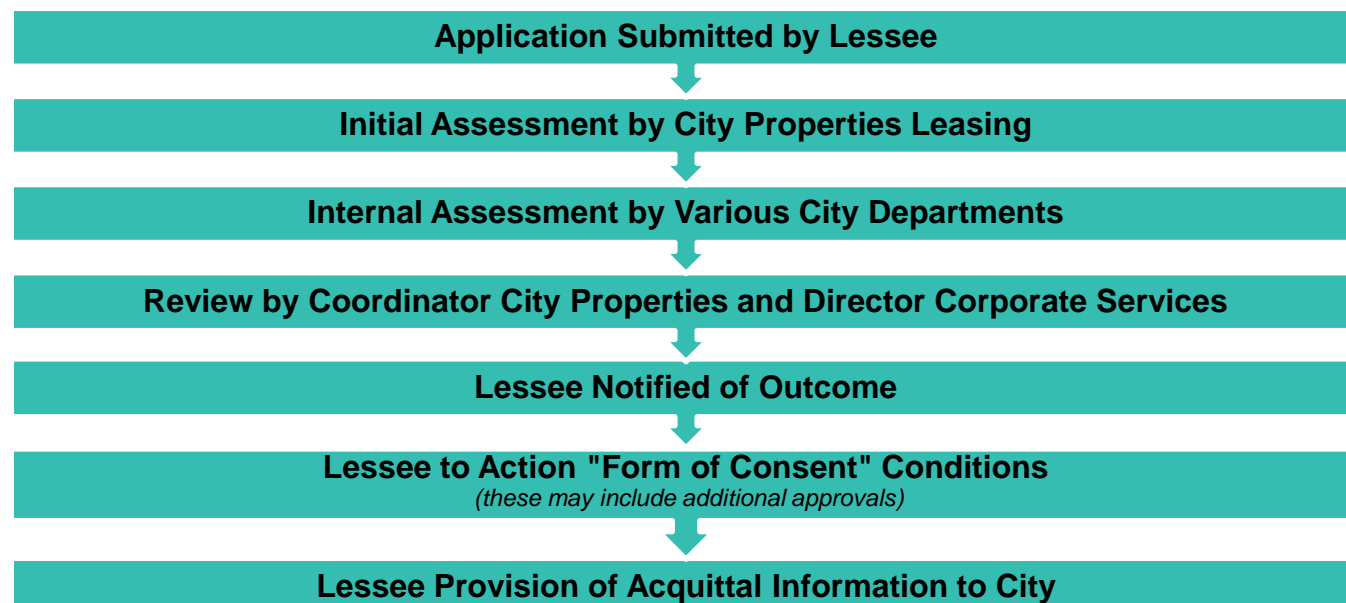 Application Submitted by Lessee
Initial Assessment by City Properties Leasing
Internal Assessment by Various City Departments
Review by Coordinator City Properties and Director Corporate Services
Lessee Notified of Outcome
Lessee to Action "Form of Consent" Conditions
(these may include additional approvals)
Lessee Provision of Acquittal Information to City